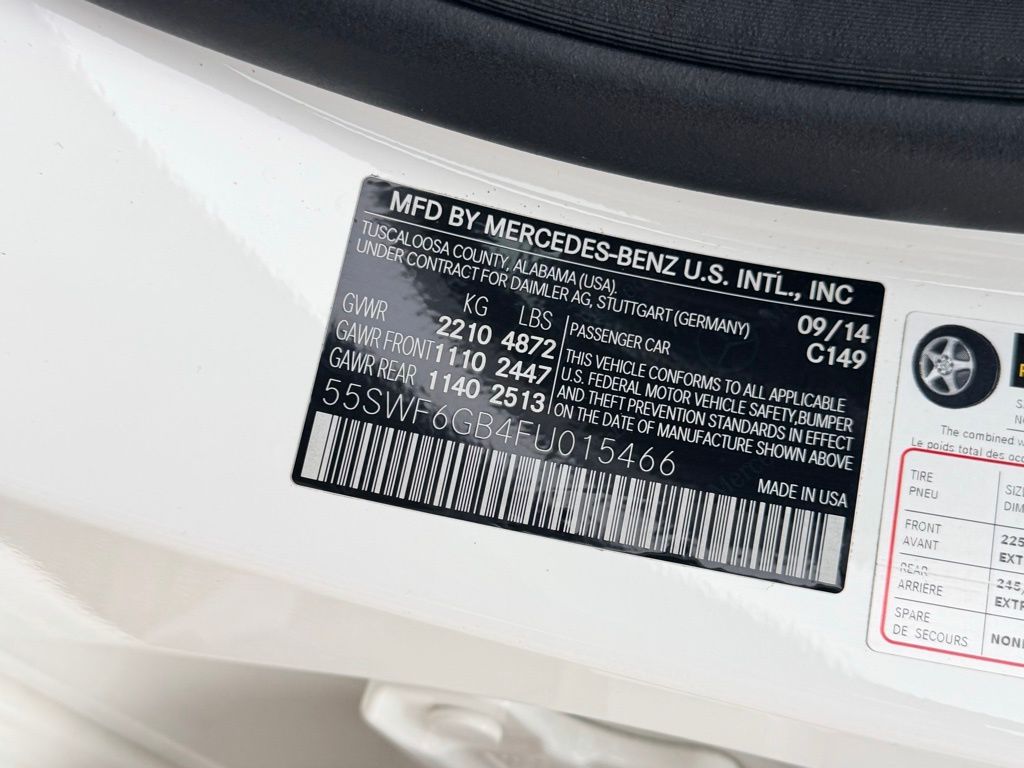 MFD BY MERCEDES-BENZ U.S. INTL., INC
TUSCALOOSA COUNTY, ALABAMA (USA).
UNDER CONTRACT FOR DAIMLER AG, STUTTGART (GERMANY)
09/14
C149
KG LBS
GVWR 2210 4872
GAWR FRONT 1110 2447
GAWR REAR 1140 2513
PASSENGER CAR
THIS VEHICLE CONFORMS TO ALL APPLICABLE
U.S. FEDERAL MOTOR VEHICLE SAFETY, BUMPER
AND THEFT PREVENTION STANDARDS IN EFFECT
ON THE DATE OF MANUFACTURE SHOWN ABOVE
55SWF6GB4FU015466
MADE IN USA
The combined
Le poids total des
TIRE
PNEU
FRONT
AVANT
225
EXT
REAR
ARRIÈRE
245
SPARE
DE SECOURS